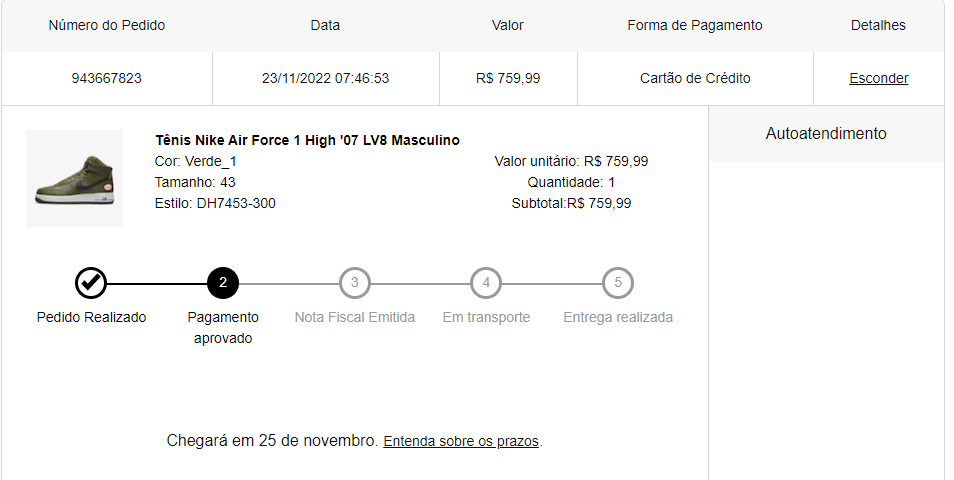 Número do Pedido Data Valor Forma de Pagamento Detalhes
943667823 23/11/2022 07:46:53 R$ 759,99 Cartão de Crédito Esconder
Autoatendimento
Tênis Nike Air Force 1 High '07 LV8 Masculino
Cor: Verde_1 Valor unitário: R$ 759,99
Tamanho: 43 Quantidade: 1
Estilo: DH7453-300 Subtotal:R$ 759,99
2 3 4 5
Pedido Realizado Pagamento Nota Fiscal Emitida Em transporte Entrega realizada
aprovado
Chegará em 25 de novembro. Entenda sobre os prazos.